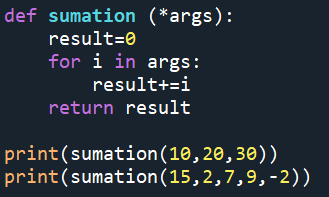 def sumation (*args):
    result=0
    for i in args:
        result+=i
    return result

print(sumation(10,20,30))
print(sumation(15,2,7,9,-2))